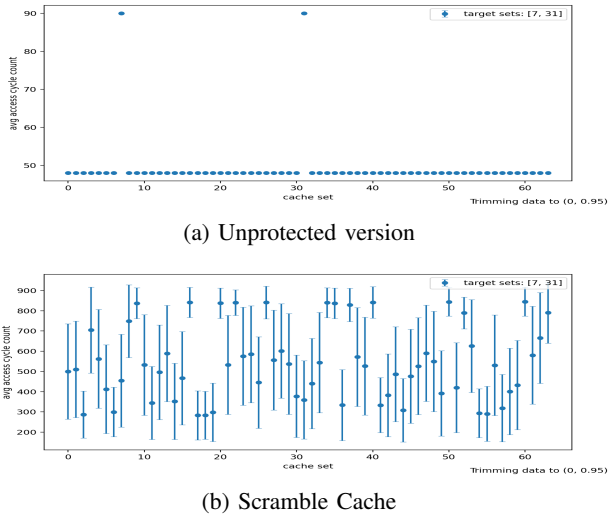 90
80
70
60
50
avg access cycle count
target sets: [7, 31]
0 10 20 30 40 50 60
cache set
Trimming data to (0, 0.95)
(a) Unprotected version
900
800
700
600
500
400
300
200
avg access cycle count
target sets: [7, 31]
0 10 20 30 40 50 60
cache set
Trimming data to (0, 0.95)
(b) Scramble Cache